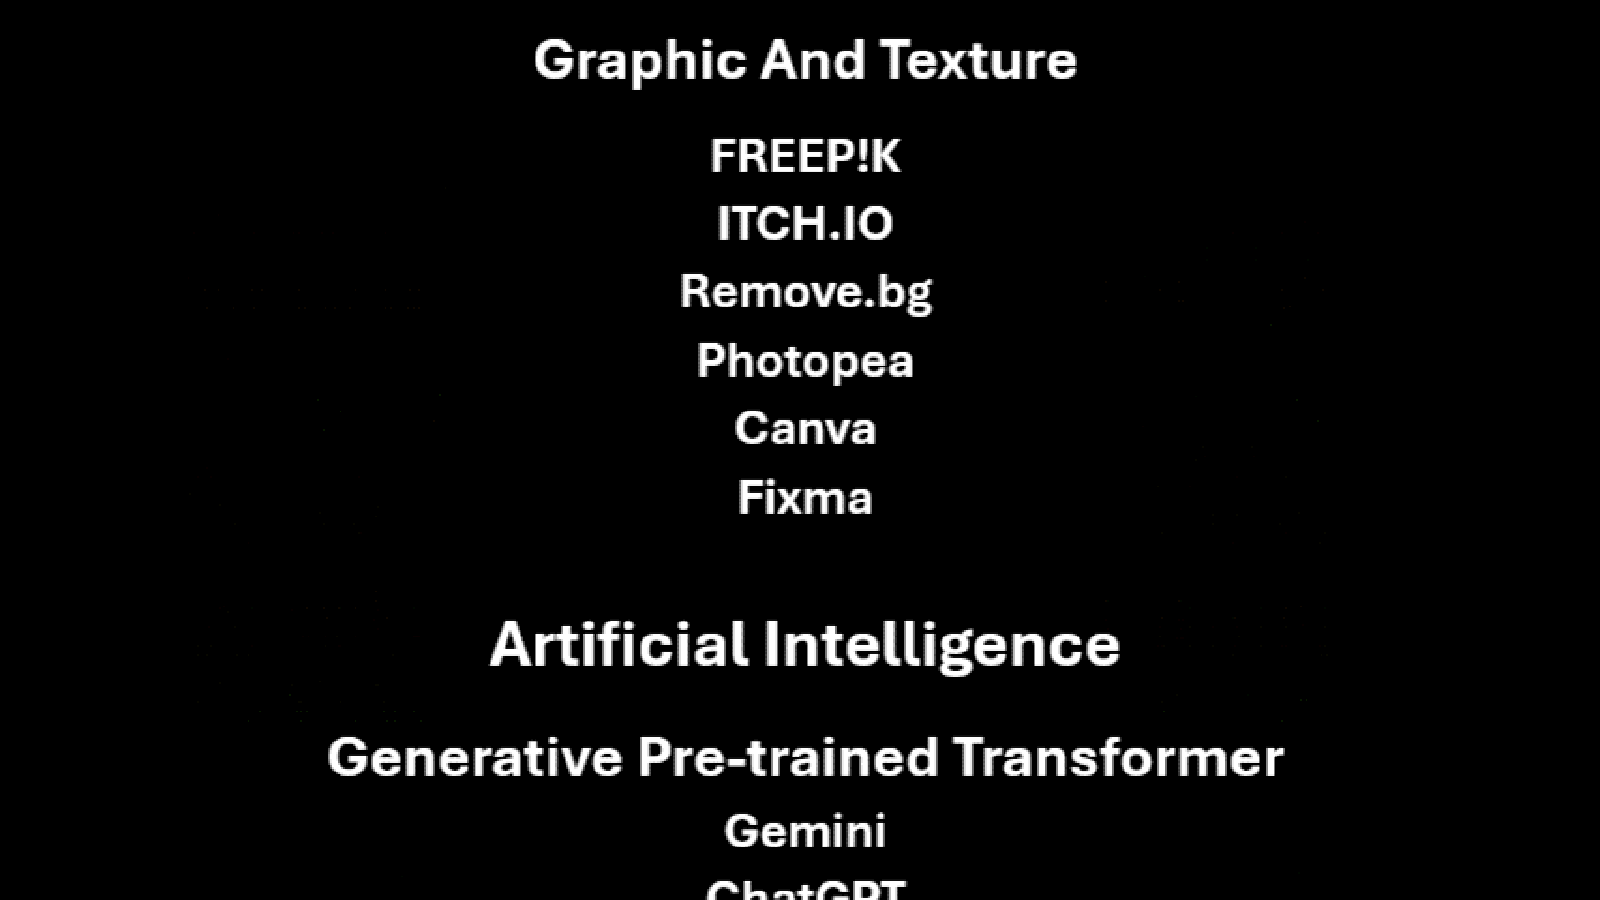 Graphic And Texture
FREEP!K
ITCH.IO
Remove.bg
Photopea
Canva
Fixma
Artificial Intelligence
Generative Pre-trained Transformer
Gemini
ChatGPT